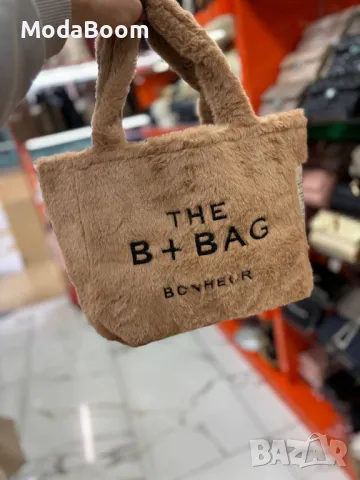 ModaBoom
THE
B + BAG
BONHEUR
BAZAR